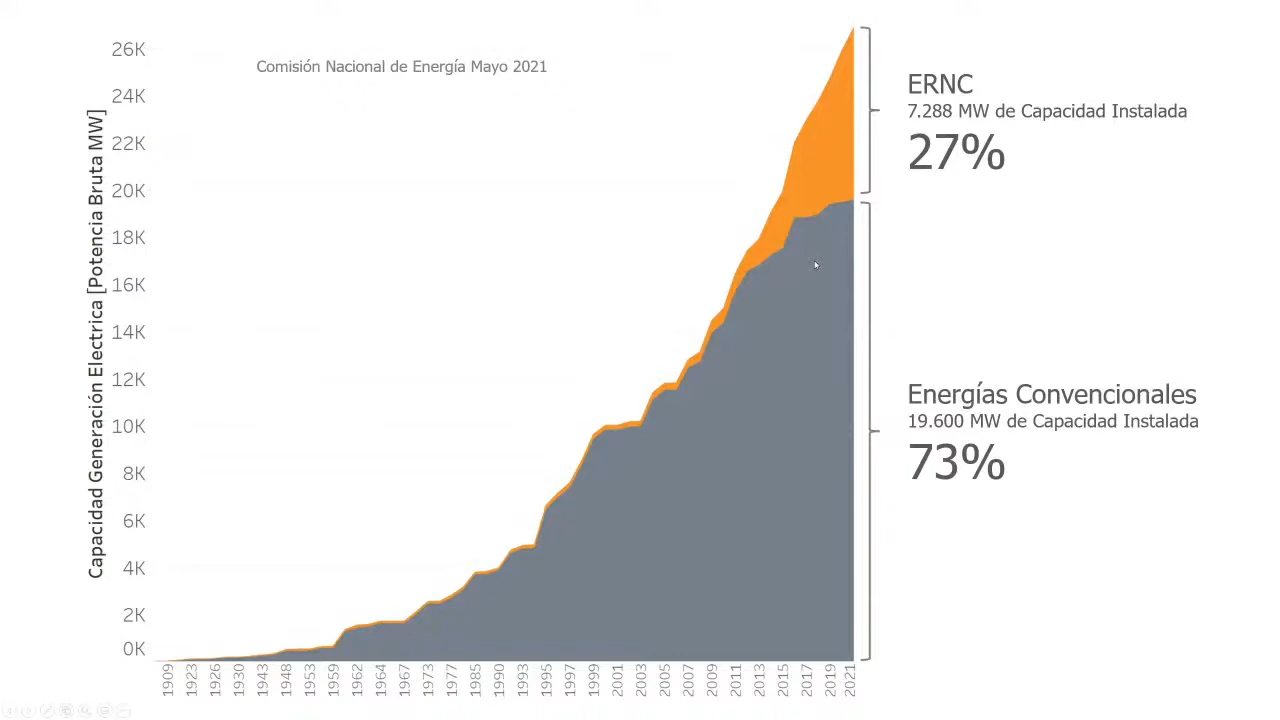 Comisión Nacional de Energía Mayo 2021
Capacidad Generación Electrica [Potencia Bruta MW]
26K
24K
22K
20K
18K
16K
14K
12K
10K
8K
6K
4K
2K
0K
1909
1923
1926
1930
1943
1948
1953
1959
1962
1964
1967
1973
1977
1985
1990
1993
1995
1997
1999
2001
2003
2005
2007
2009
2011
2013
2015
2017
2019
2021
ERNC
7.288 MW de Capacidad Instalada
27%
Energías Convencionales
19.600 MW de Capacidad Instalada
73%